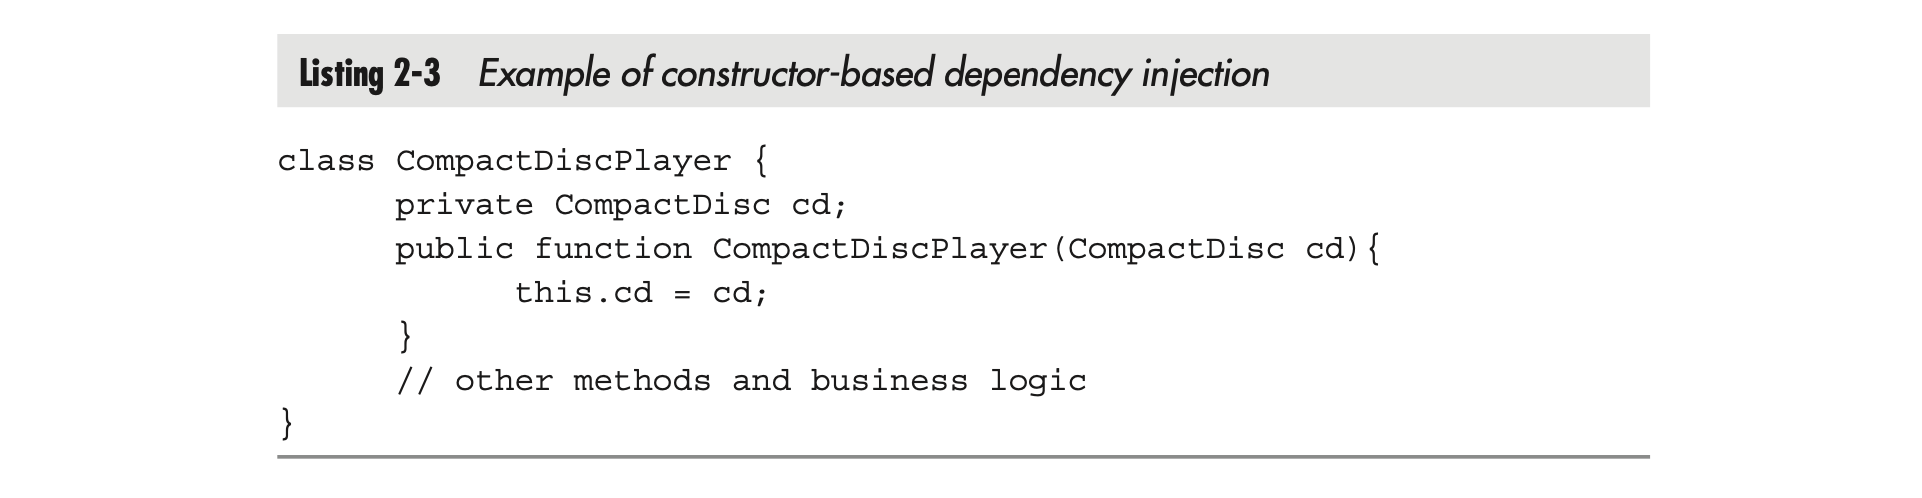 Listing 2-3 Example of constructor-based dependency injection
class CompactDiscPlayer {
private CompactDisc cd;
public function CompactDiscPlayer(CompactDisc cd){
this.cd = cd;
}
// other methods and business logic
}